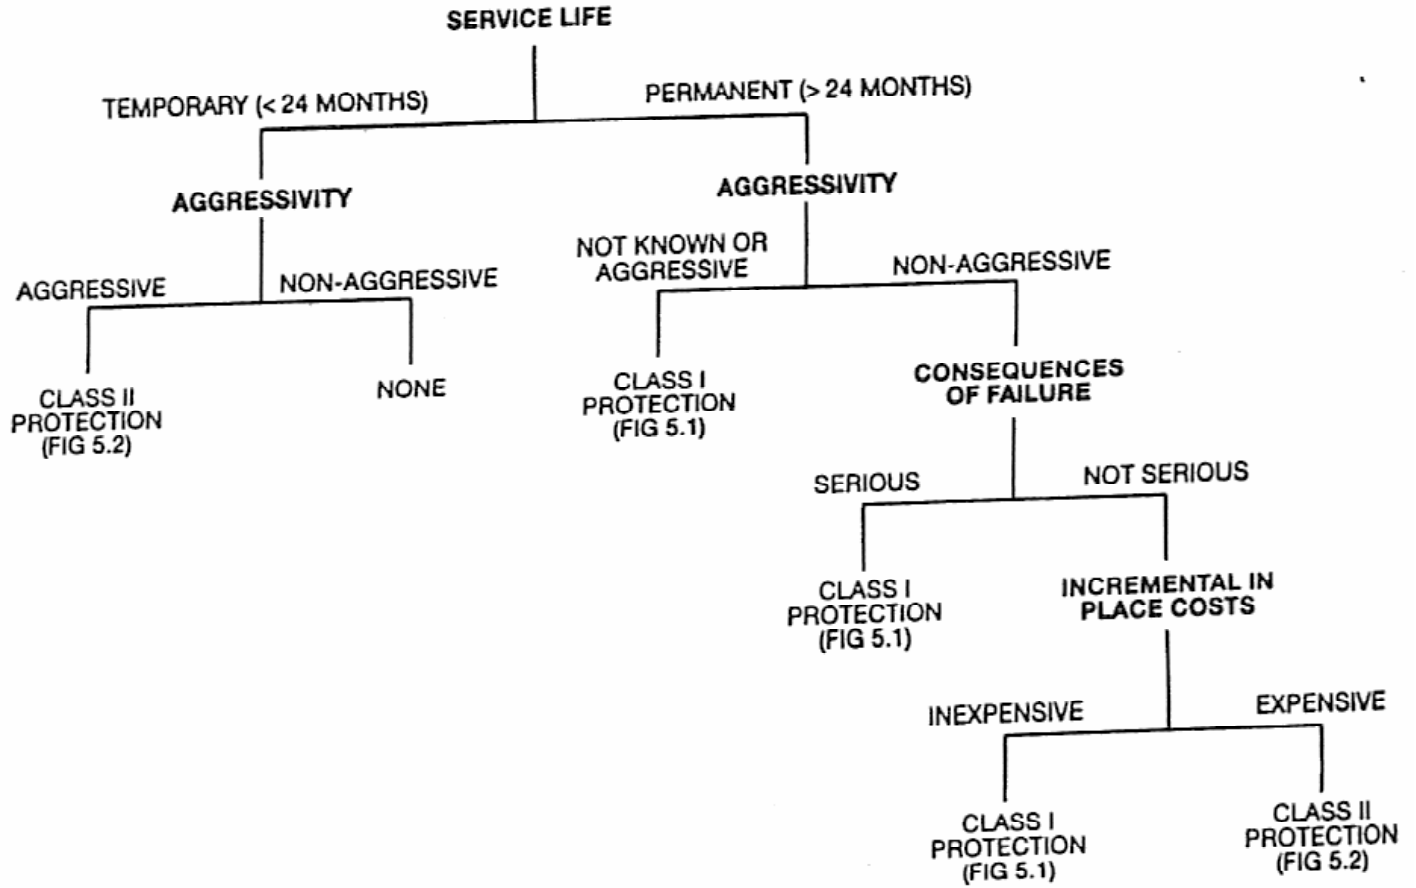 SERVICE LIFE
TEMPORARY (< 24 MONTHS)
PERMANENT (> 24 MONTHS)
AGGRESSIVITY
AGGRESSIVITY
AGGRESSIVE
NON-AGGRESSIVE
NOT KNOWN OR
AGGRESSIVE
NON-AGGRESSIVE
CLASS II
PROTECTION
(FIG 5.2)
NONE
CLASS I
PROTECTION
(FIG 5.1)
CONSEQUENCES
OF FAILURE
SERIOUS
NOT SERIOUS
CLASS I
PROTECTION
(FIG 5.1)
INCREMENTAL IN
PLACE COSTS
INEXPENSIVE
EXPENSIVE
CLASS I
PROTECTION
(FIG 5.1)
CLASS II
PROTECTION
(FIG 5.2)